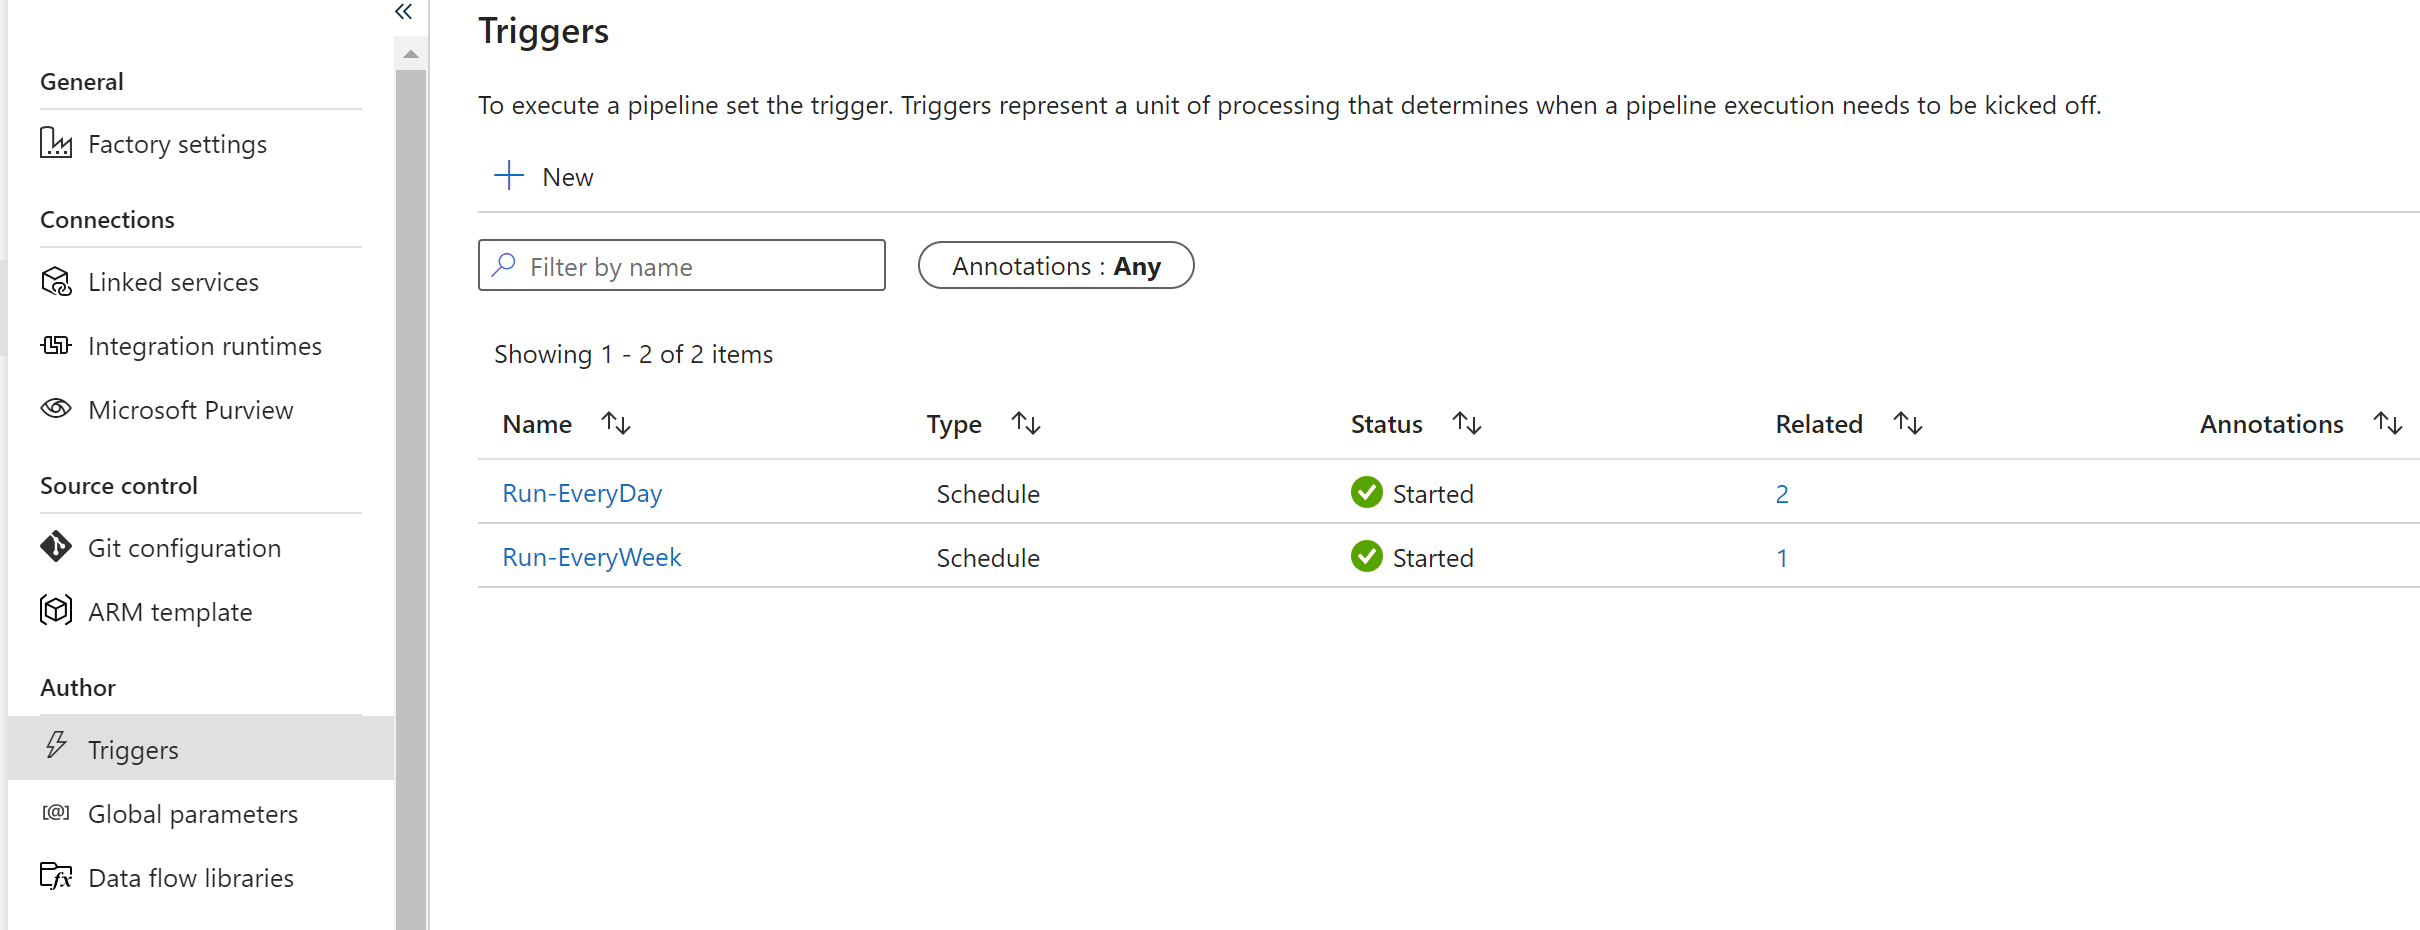 General
Factory settings
Connections
Linked services
Integration runtimes
Microsoft Purview
Source control
Git configuration
ARM template
Author
Triggers
Global parameters
Data flow libraries
Triggers
To execute a pipeline set the trigger. Triggers represent a unit of processing that determines when a pipeline execution needs to be kicked off.
New
Filter by name Annotations : Any
Showing 1 - 2 of 2 items
Name Type Status Related Annotations
Run-EveryDay Schedule Started 2
Run-EveryWeek Schedule Started 1